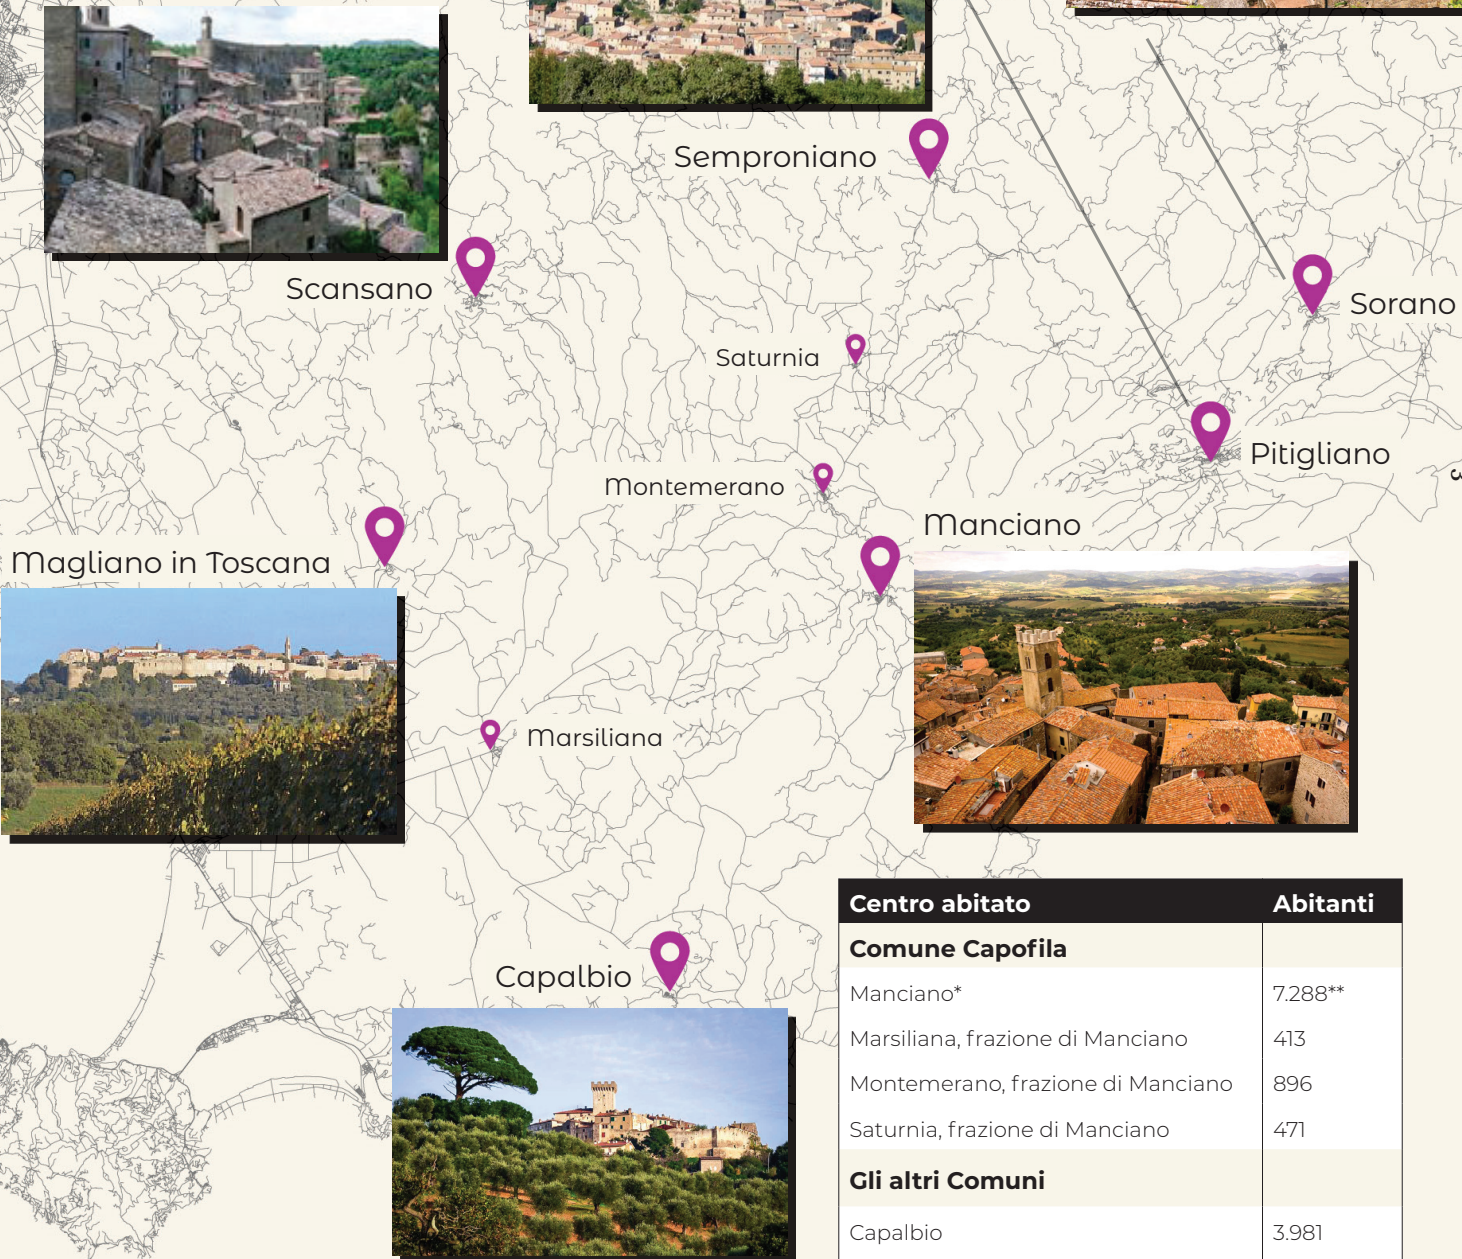 Semproniano
Scansano
Sorano
Saturnia
Pitigliano
Montemerano
Manciano
Magliano in Toscana
Marsiliana
Capalbio
Centro abitato Abitanti
Comune Capofila
Manciano* 7.288**
Marsiliana, frazione di Manciano 413
Montemerano, frazione di Manciano 896
Saturnia, frazione di Manciano 471
Gli altri Comuni
Capalbio 3.981